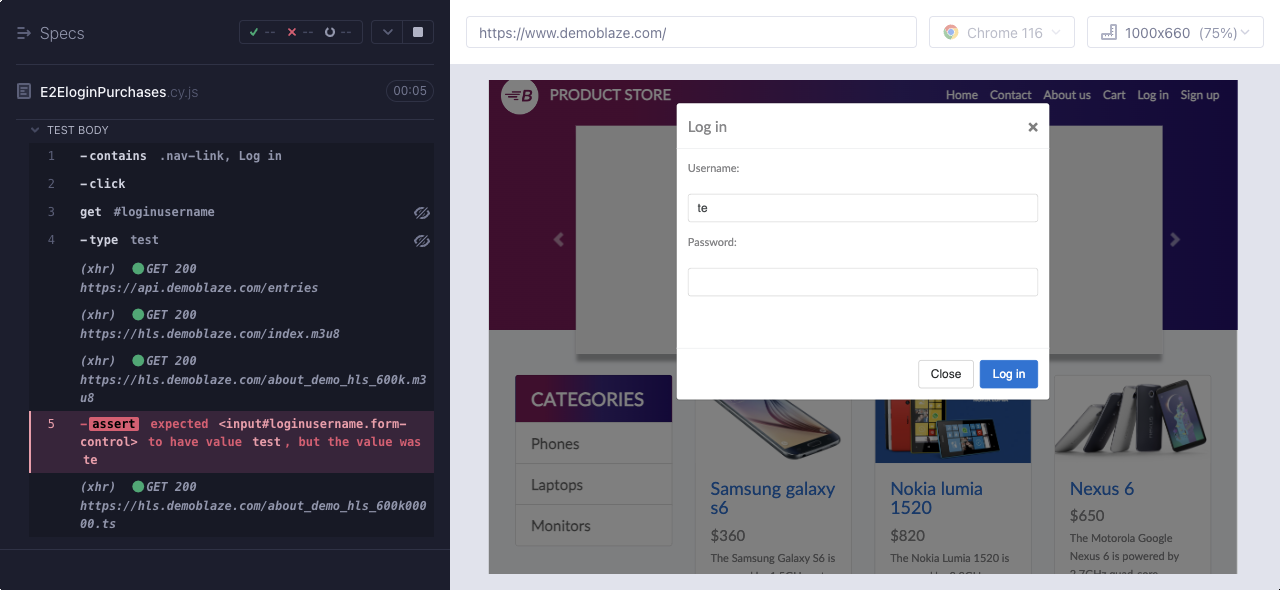 Specs
-- -- --
E2EloginPurchases.cy.js
00:05
TEST BODY
1 -contains .nav-link, Log in
2 -click
3 get #loginusername
4 -type test
(xhr) GET 200
https://api.demoblaze.com/entries
(xhr) GET 200
https://hls.demoblaze.com/index.m3u8
(xhr) GET 200
https://hls.demoblaze.com/about_demo_hls_600k.m3
u8
5 -assert expected <input#loginusername.form-
control> to have value test, but the value was
te
(xhr) GET 200
https://hls.demoblaze.com/about_demo_hls_600k000
00.ts
https://www.demoblaze.com/
Chrome 116
1000x660 (75%)
B PRODUCT STORE
Home Contact About us Cart Log in Sign up
Log in ×
Username:
te
Password:
Close Log in
CATEGORIES
Phones
Laptops
Monitors
Samsung galaxy
s6
$360
The Samsung Galaxy S6 is
Nokia lumia
1520
$820
The Nokia Lumia 1520 is
Nexus 6
$650
The Motorola Google
Nexus 6 is powered by